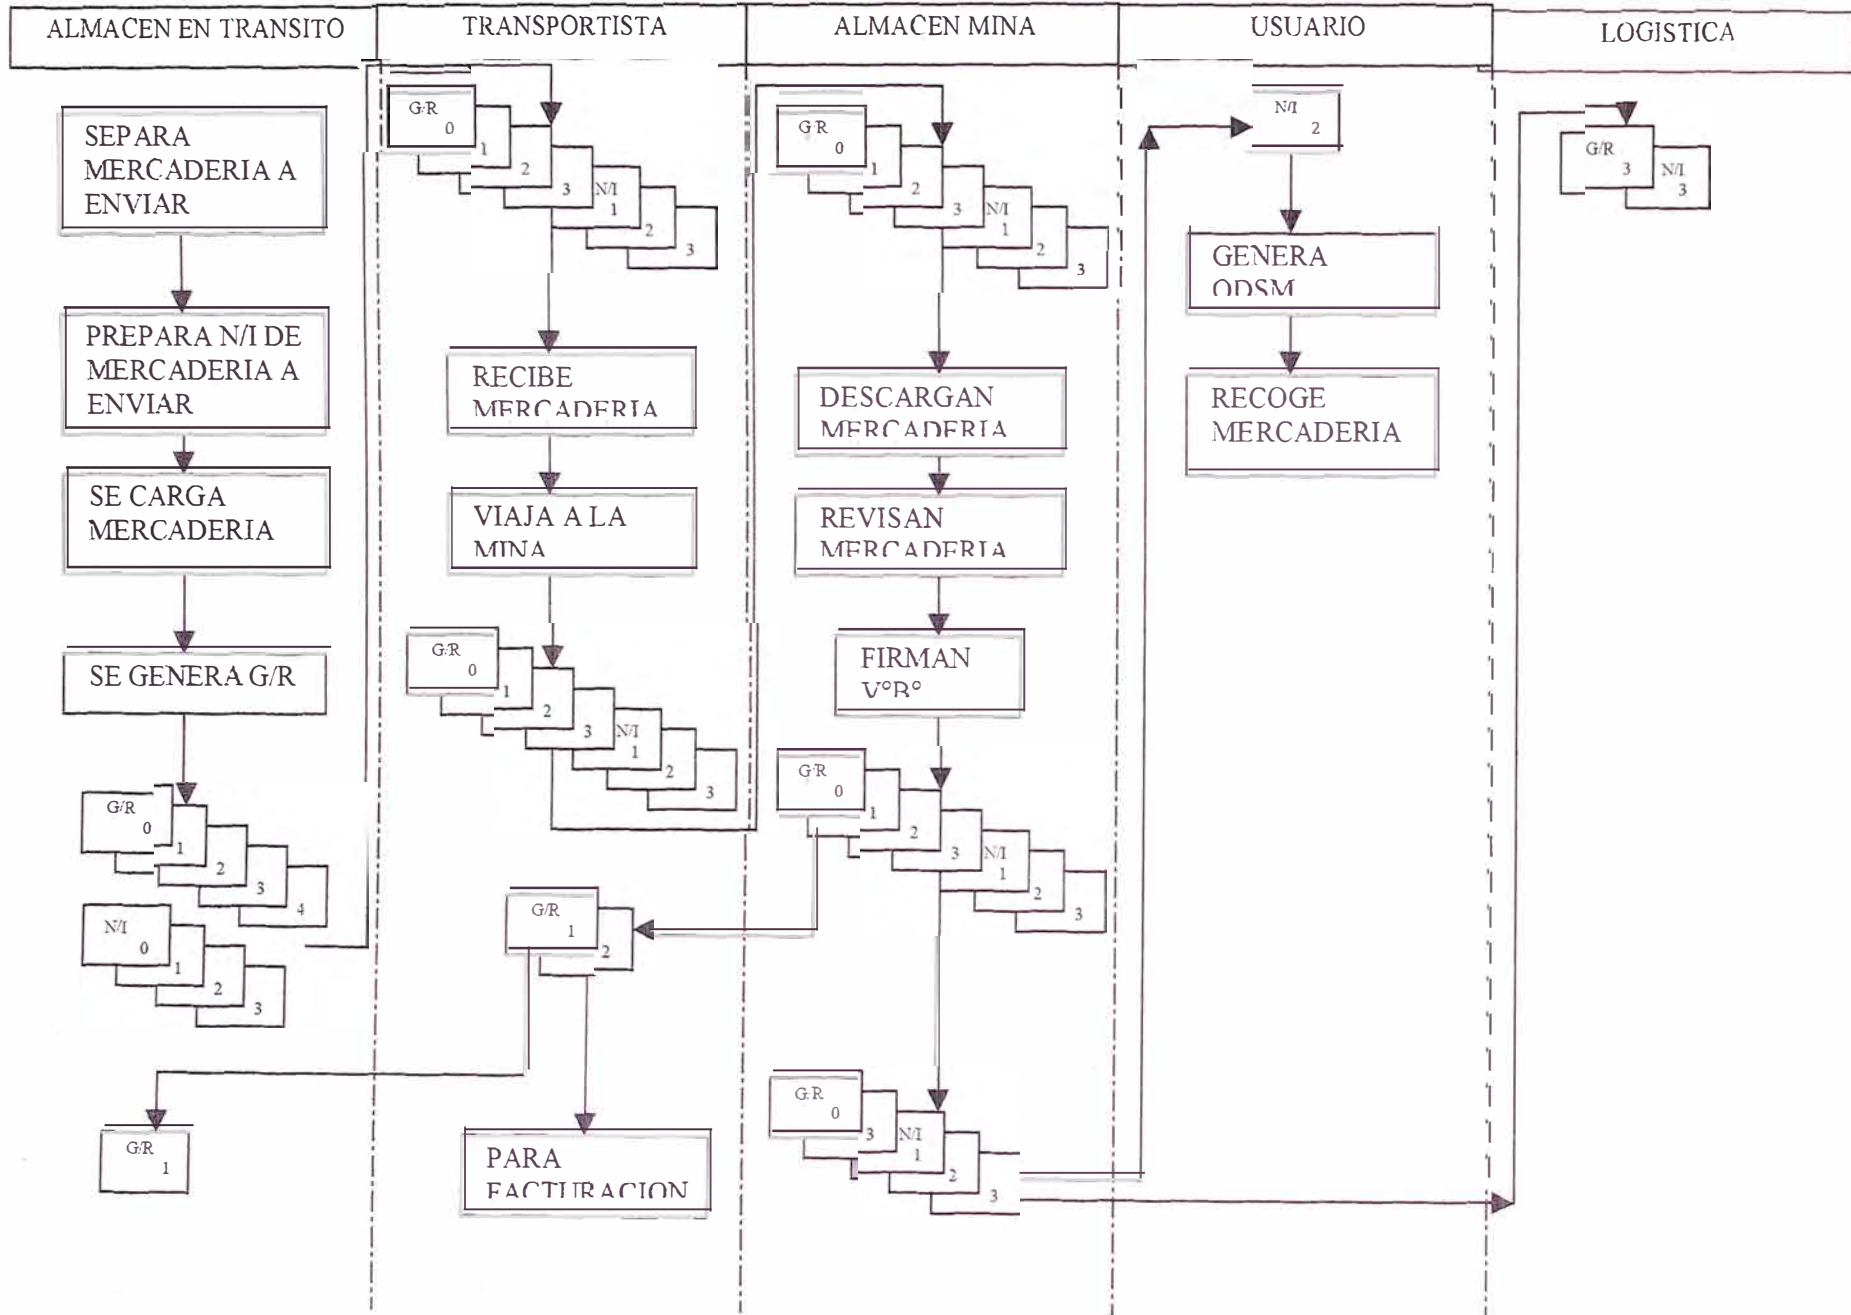 ALMACEN EN TRANSITO
TRANSPORTISTA
ALMACEN MINA
USUARIO
LOGISTICA
SEPARA
MERCADERIA A
ENVIAR
PREPARA N/I DE
MERCADERIA A
ENVIAR
SE CARGA
MERCADERIA
SE GENERA G/R
G/R
0
1
2
3
4
N/I
0
1
2
3
G/R
1
G/R
0
1
2
3
N/I
1
2
3
RECIBE
MERCADERIA
VIAJA A LA
MINA
G/R
0
1
2
3
N/I
1
2
3
G/R
1
2
PARA
FACTURACION
G/R
0
1
2
3
N/I
1
2
3
DESCARGAN
MERCADERIA
REVISAN
MERCADERIA
FIRMAN
V°B°
G/R
0
1
2
3
N/I
1
2
3
G/R
0
3
N/I
1
2
3
N/I
2
GENERA
ODSM
RECOGE
MERCADERIA
G/R
3
N/I
3